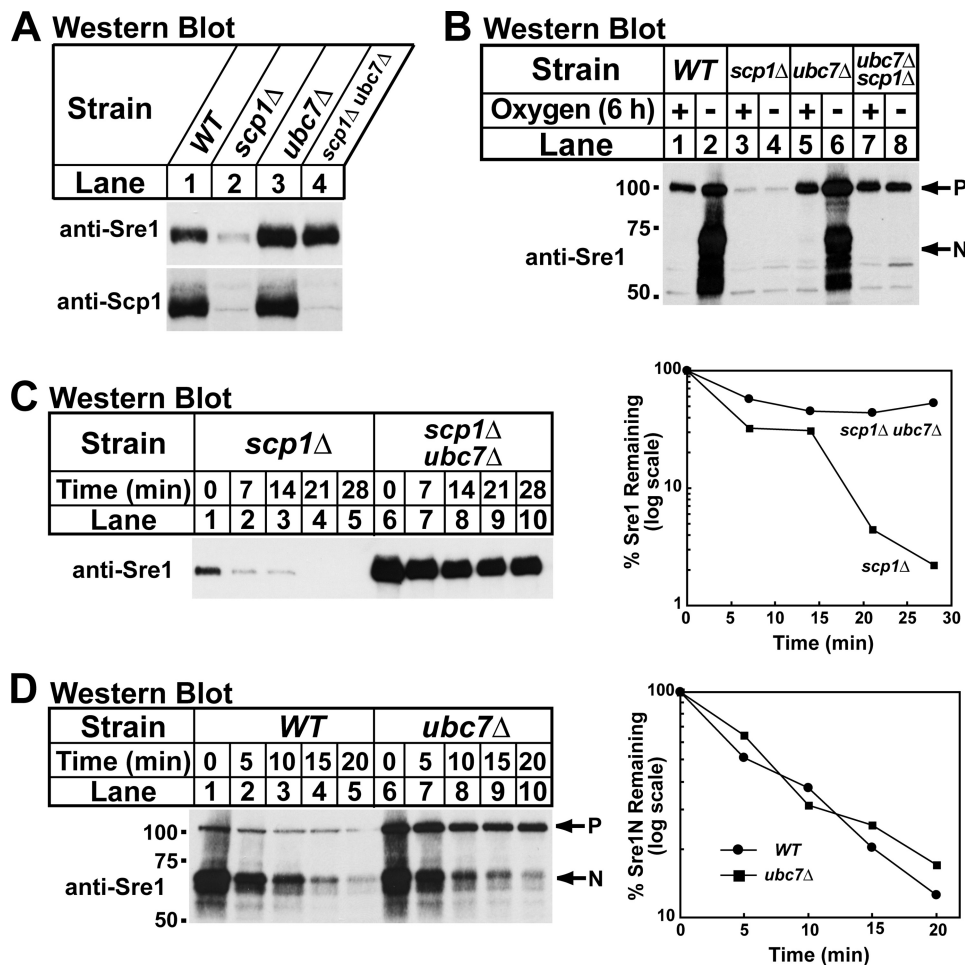 A Western Blot
Strain WT scp1Δ ubc7Δ scp1Δ ubc7Δ
Lane 1 2 3 4
anti-Sre1
anti-Scp1
B Western Blot
Strain WT scp1Δ ubc7Δ ubc7Δ scp1Δ
Oxygen (6 h) + - + - + - + -
Lane 1 2 3 4 5 6 7 8
100 P
75
anti-Sre1 N
50
C Western Blot
Strain scp1Δ scp1Δ ubc7Δ
Time (min) 0 7 14 21 28 0 7 14 21 28
Lane 1 2 3 4 5 6 7 8 9 10
anti-Sre1
% Sre1 Remaining
(log scale)
100
10
1
scp1Δ ubc7Δ
scp1Δ
0 5 10 15 20 25 30
Time (min)
D Western Blot
Strain WT ubc7Δ
Time (min) 0 5 10 15 20 0 5 10 15 20
Lane 1 2 3 4 5 6 7 8 9 10
100 P
75
anti-Sre1 N
50
% Sre1N Remaining
(log scale)
100
10
WT
ubc7Δ
0 5 10 15 20
Time (min)